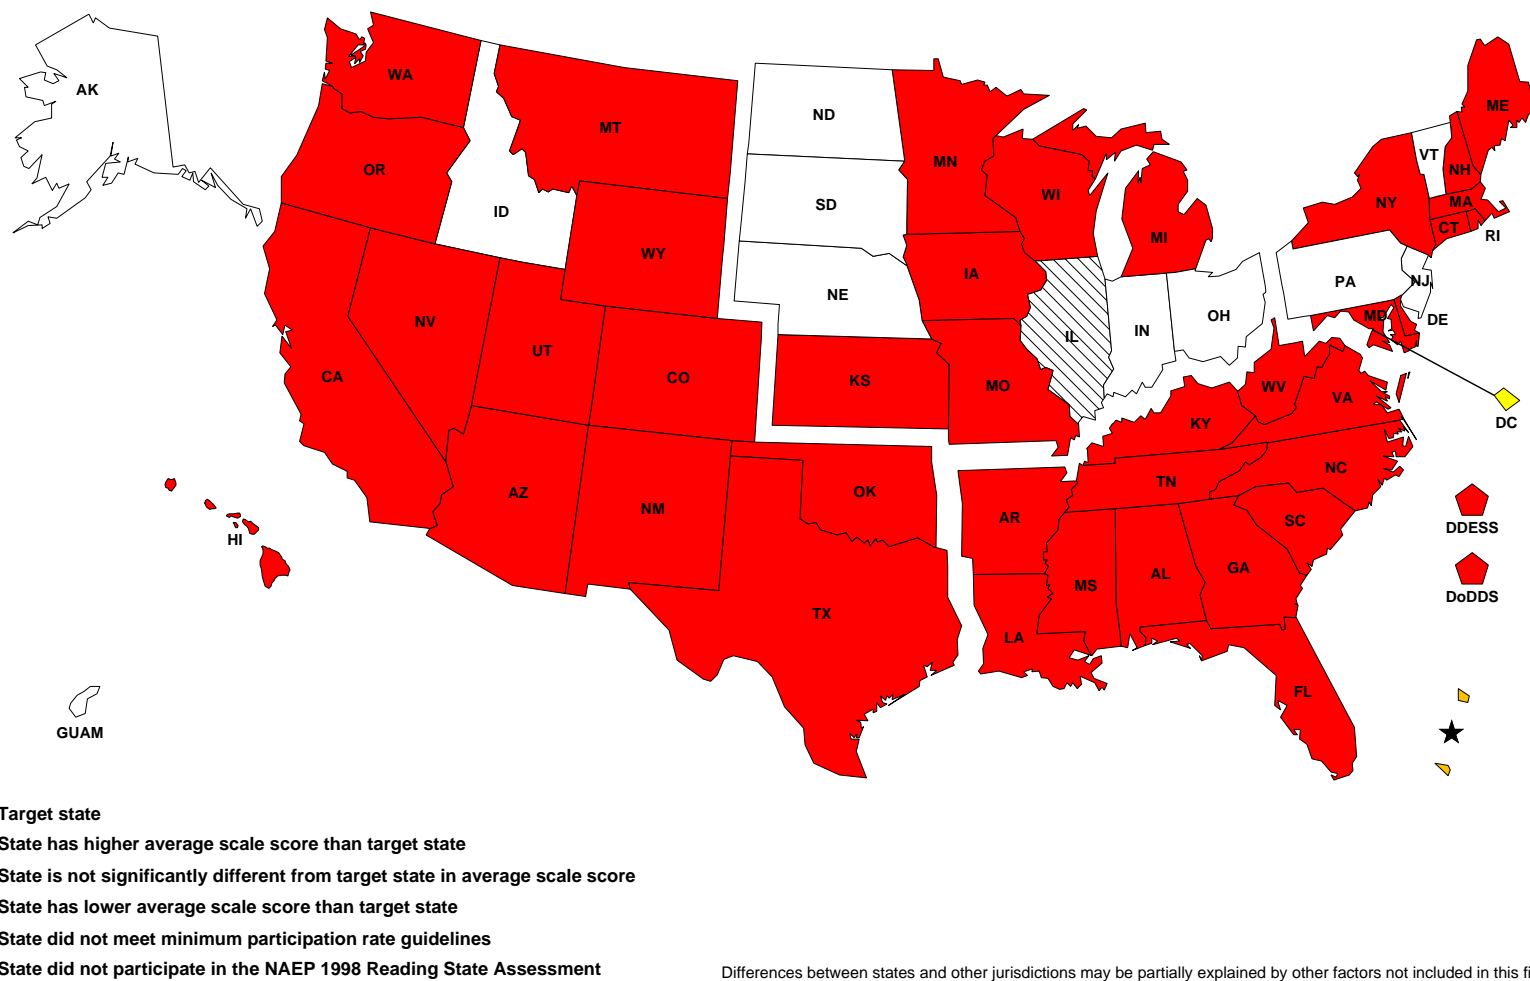 AK
WA
MT
ND
MN
ME
VT
NH
OR
ID
SD
WI
NY
MA
CT
RI
WY
MI
IA
NE
PA
NJ
NV
UT
CO
IL
IN
OH
MD
DE
CA
KS
MO
WV
VA
DC
KY
AZ
NM
OK
AR
TN
NC
SC
HI
DDESS
MS
AL
GA
DoDDS
TX
LA
FL
GUAM
Target state
State has higher average scale score than target state
State is not significantly different from target state in average scale score
State has lower average scale score than target state
State did not meet minimum participation rate guidelines
State did not participate in the NAEP 1998 Reading State Assessment
Differences between states and other jurisdictions may be partially explained by other factors not included in this